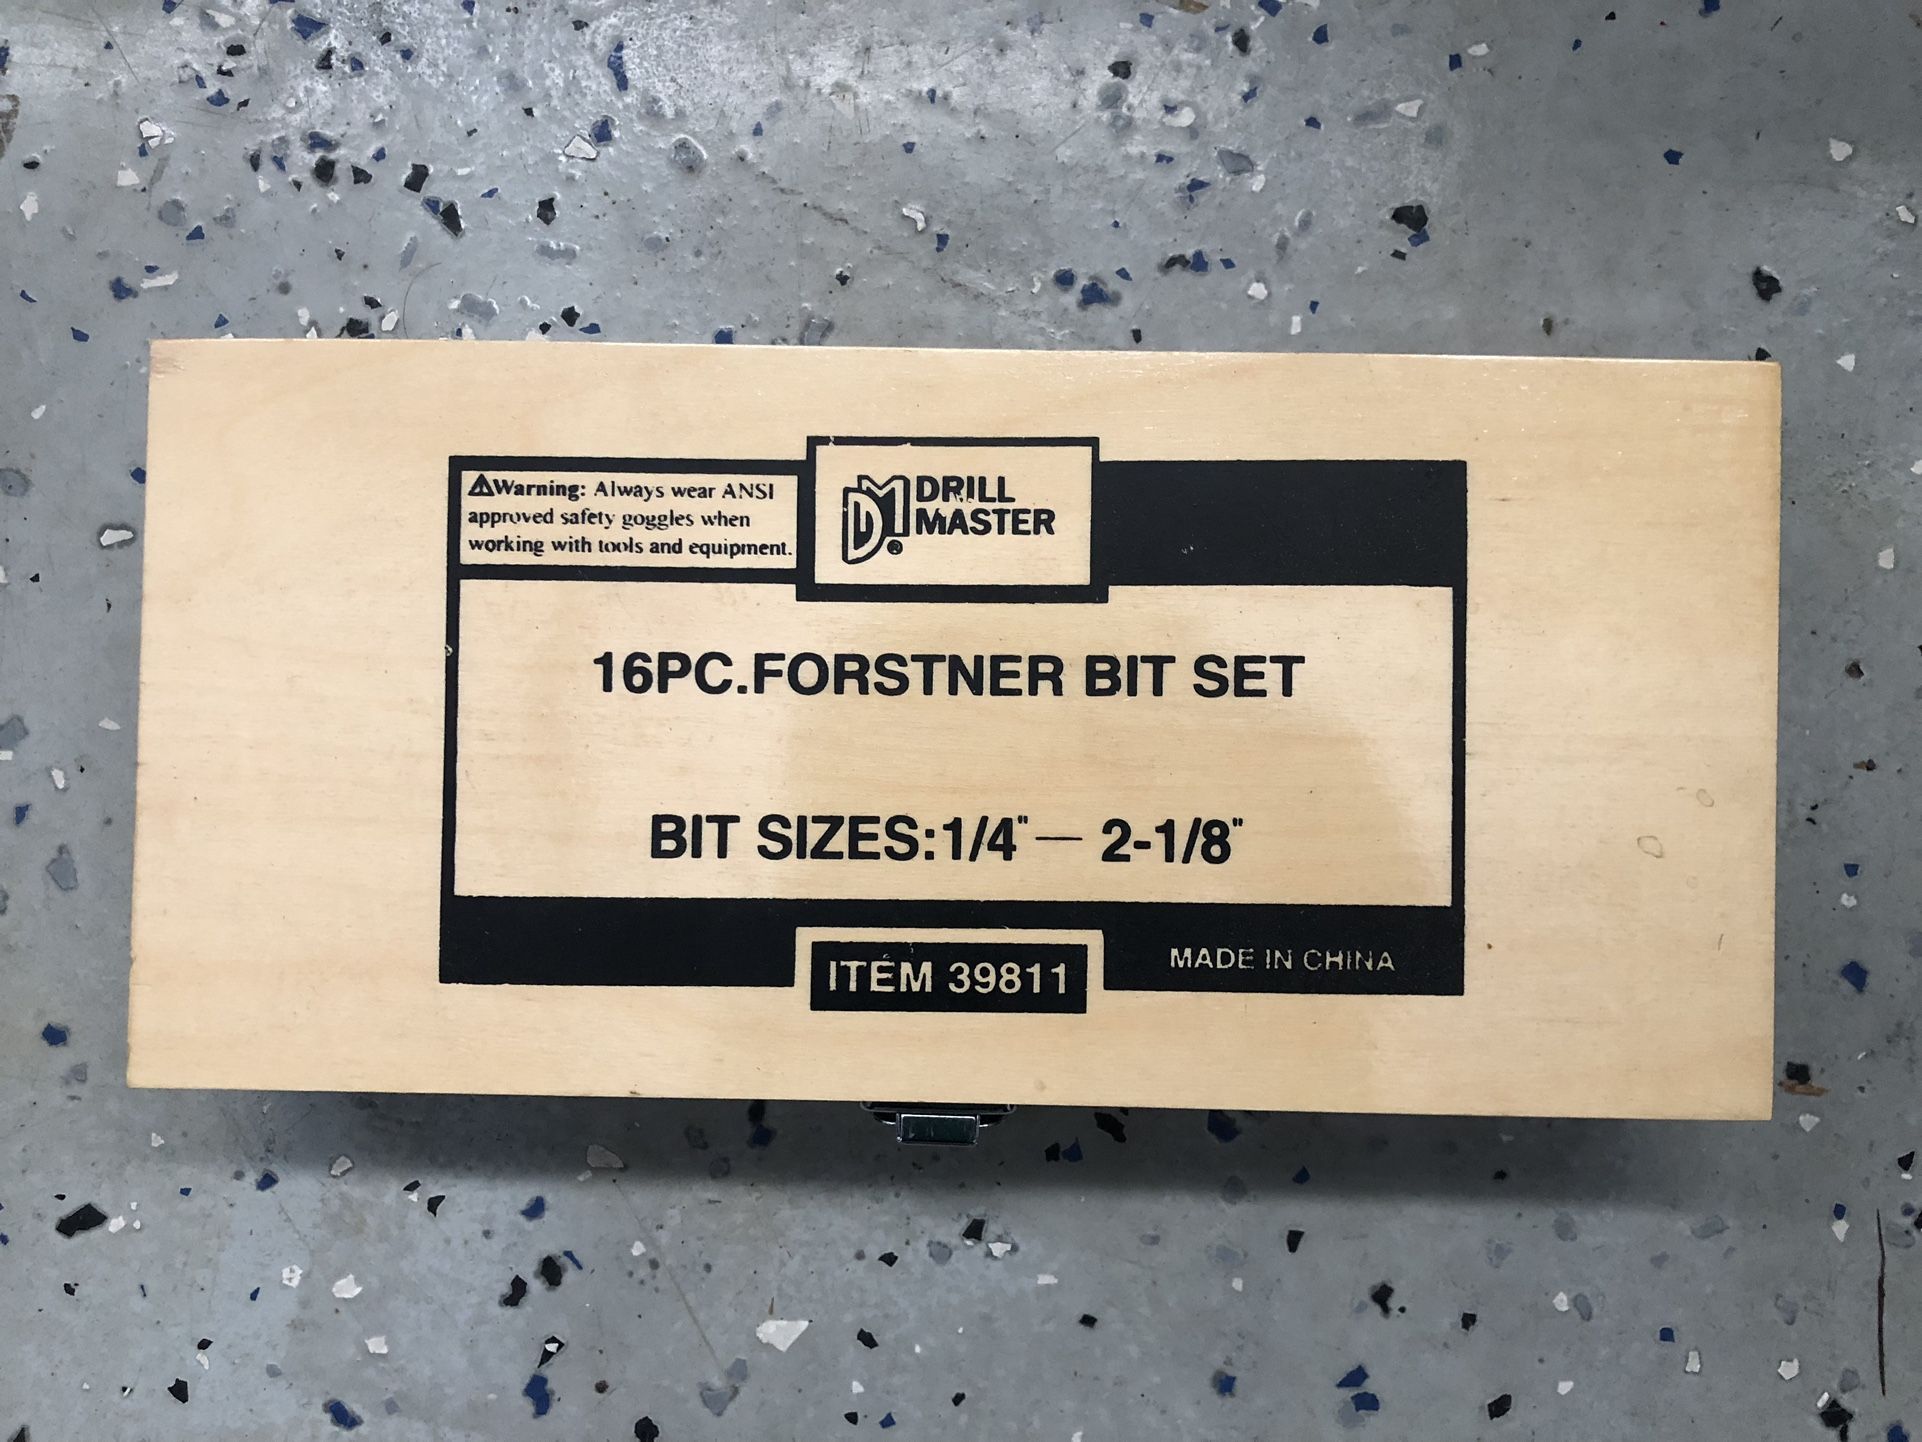 ⚠Warning: Always wear ANSI
approved safety goggles when
working with tools and equipment.
DM®
DRILL
MASTER
16PC.FORSTNER BIT SET
BIT SIZES:1/4" — 2-1/8"
ITEM 39811
MADE IN CHINA